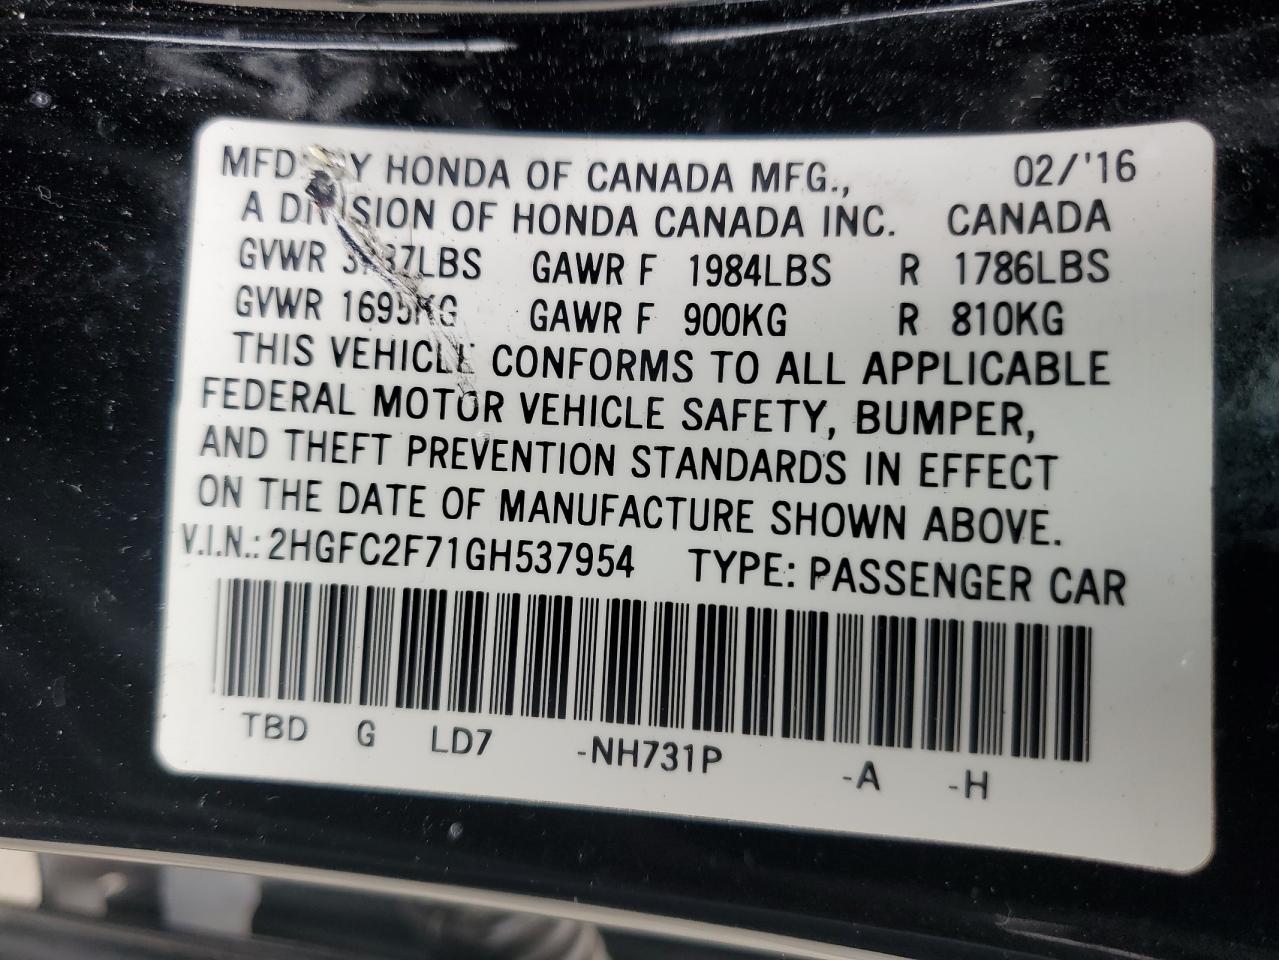 MFD BY HONDA OF CANADA MFG., 02/'16
A DIVISION OF HONDA CANADA INC. CANADA
GVWR GAWR F 1984LBS R 1786LBS
GVWR 1695KG GAWR F 900KG R 810KG
THIS VEHICLE CONFORMS TO ALL APPLICABLE
FEDERAL MOTOR VEHICLE SAFETY, BUMPER,
AND THEFT PREVENTION STANDARDS IN EFFECT
ON THE DATE OF MANUFACTURE SHOWN ABOVE.
V.I.N.: 2HGFC2F71GH537954 TYPE: PASSENGER CAR
TBD G LD7 -NH731P -A -H